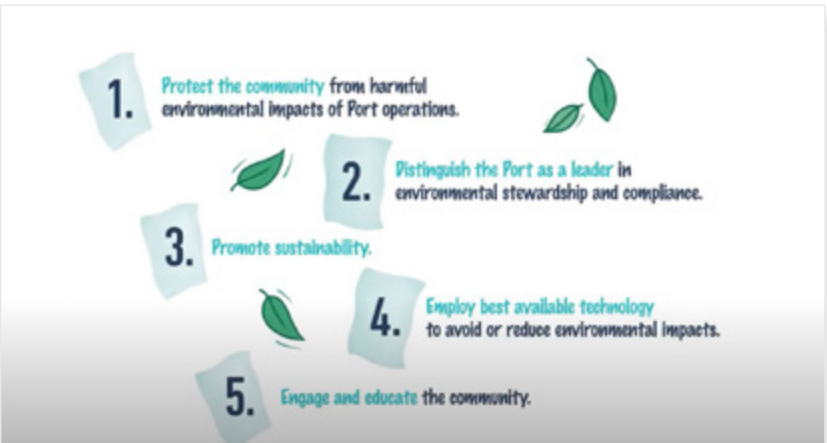 1. Protect the community from harmful
environmental impacts of Port operations.
2. Distinguish the Port as a leader in
environmental stewardship and compliance.
3. Promote sustainability.
4. Employ best available technology
to avoid or reduce environmental impacts.
5. Engage and educate the community.